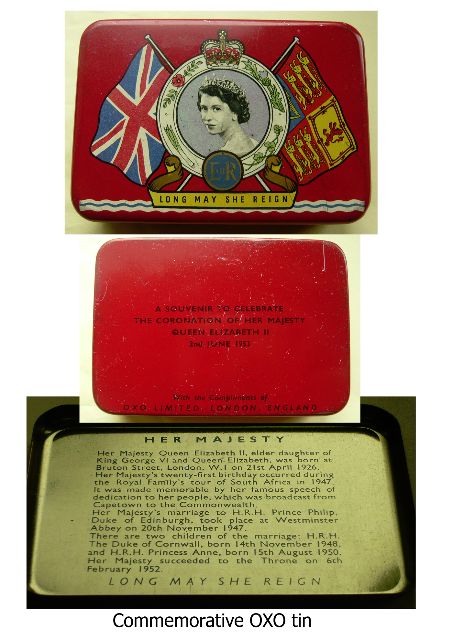 E II R
LONG MAY SHE REIGN
A SOUVENIR TO CELEBRATE
THE CORONATION OF HER MAJESTY
QUEEN ELIZABETH II
2nd JUNE 1953
With the Compliments of
OXO LIMITED, LONDON, ENGLAND
HER MAJESTY
Her Majesty Queen Elizabeth II, elder daughter of
King George VI and Queen Elizabeth, was born at
Bruton Street, London, W.1 on 21st April 1926.
Her Majesty's twenty-first birthday occurred during
the Royal Family's tour of South Africa in 1947.
It was made memorable by her famous speech of
dedication to her people, which was broadcast from
Capetown to the Commonwealth.
Her Majesty's marriage to H.R.H. Prince Philip,
Duke of Edinburgh, took place at Westminster
Abbey on 20th November 1947.
There are two children of the marriage: H.R.H.
The Duke of Cornwall, born 14th November 1948,
and H.R.H. Princess Anne, born 15th August 1950.
Her Majesty succeeded to the Throne on 6th
February 1952.
LONG MAY SHE REIGN
Commemorative OXO tin